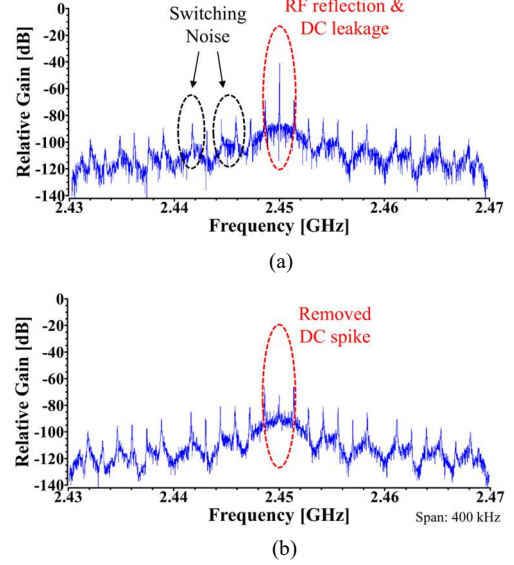 RF reflection &
DC leakage
Switching
Noise
0
-20
-40
-60
-80
-100
-120
-140
Relative Gain [dB]
2.43
2.44
2.45
2.46
2.47
Frequency [GHz]
(a)
Removed
DC spike
0
-20
-40
-60
-80
-100
-120
-140
Relative Gain [dB]
2.43
2.44
2.45
2.46
2.47
Frequency [GHz]
Span: 400 kHz
(b)